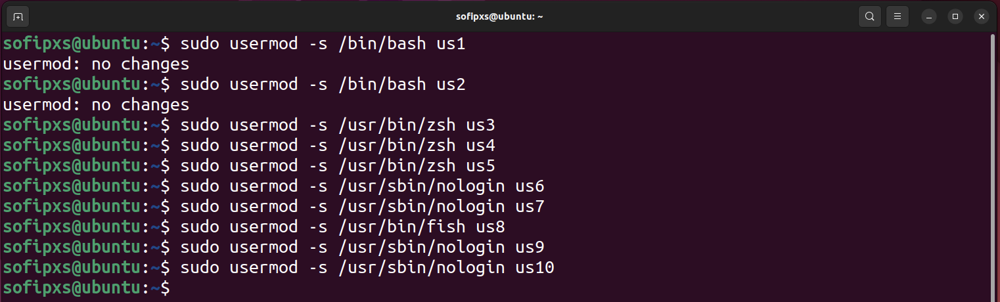 sofipxs@ubuntu: ~
sofipxs@ubuntu:~$ sudo usermod -s /bin/bash us1
usermod: no changes
sofipxs@ubuntu:~$ sudo usermod -s /bin/bash us2
usermod: no changes
sofipxs@ubuntu:~$ sudo usermod -s /usr/bin/zsh us3
sofipxs@ubuntu:~$ sudo usermod -s /usr/bin/zsh us4
sofipxs@ubuntu:~$ sudo usermod -s /usr/bin/zsh us5
sofipxs@ubuntu:~$ sudo usermod -s /usr/sbin/nologin us6
sofipxs@ubuntu:~$ sudo usermod -s /usr/sbin/nologin us7
sofipxs@ubuntu:~$ sudo usermod -s /usr/bin/fish us8
sofipxs@ubuntu:~$ sudo usermod -s /usr/sbin/nologin us9
sofipxs@ubuntu:~$ sudo usermod -s /usr/sbin/nologin us10
sofipxs@ubuntu:~$